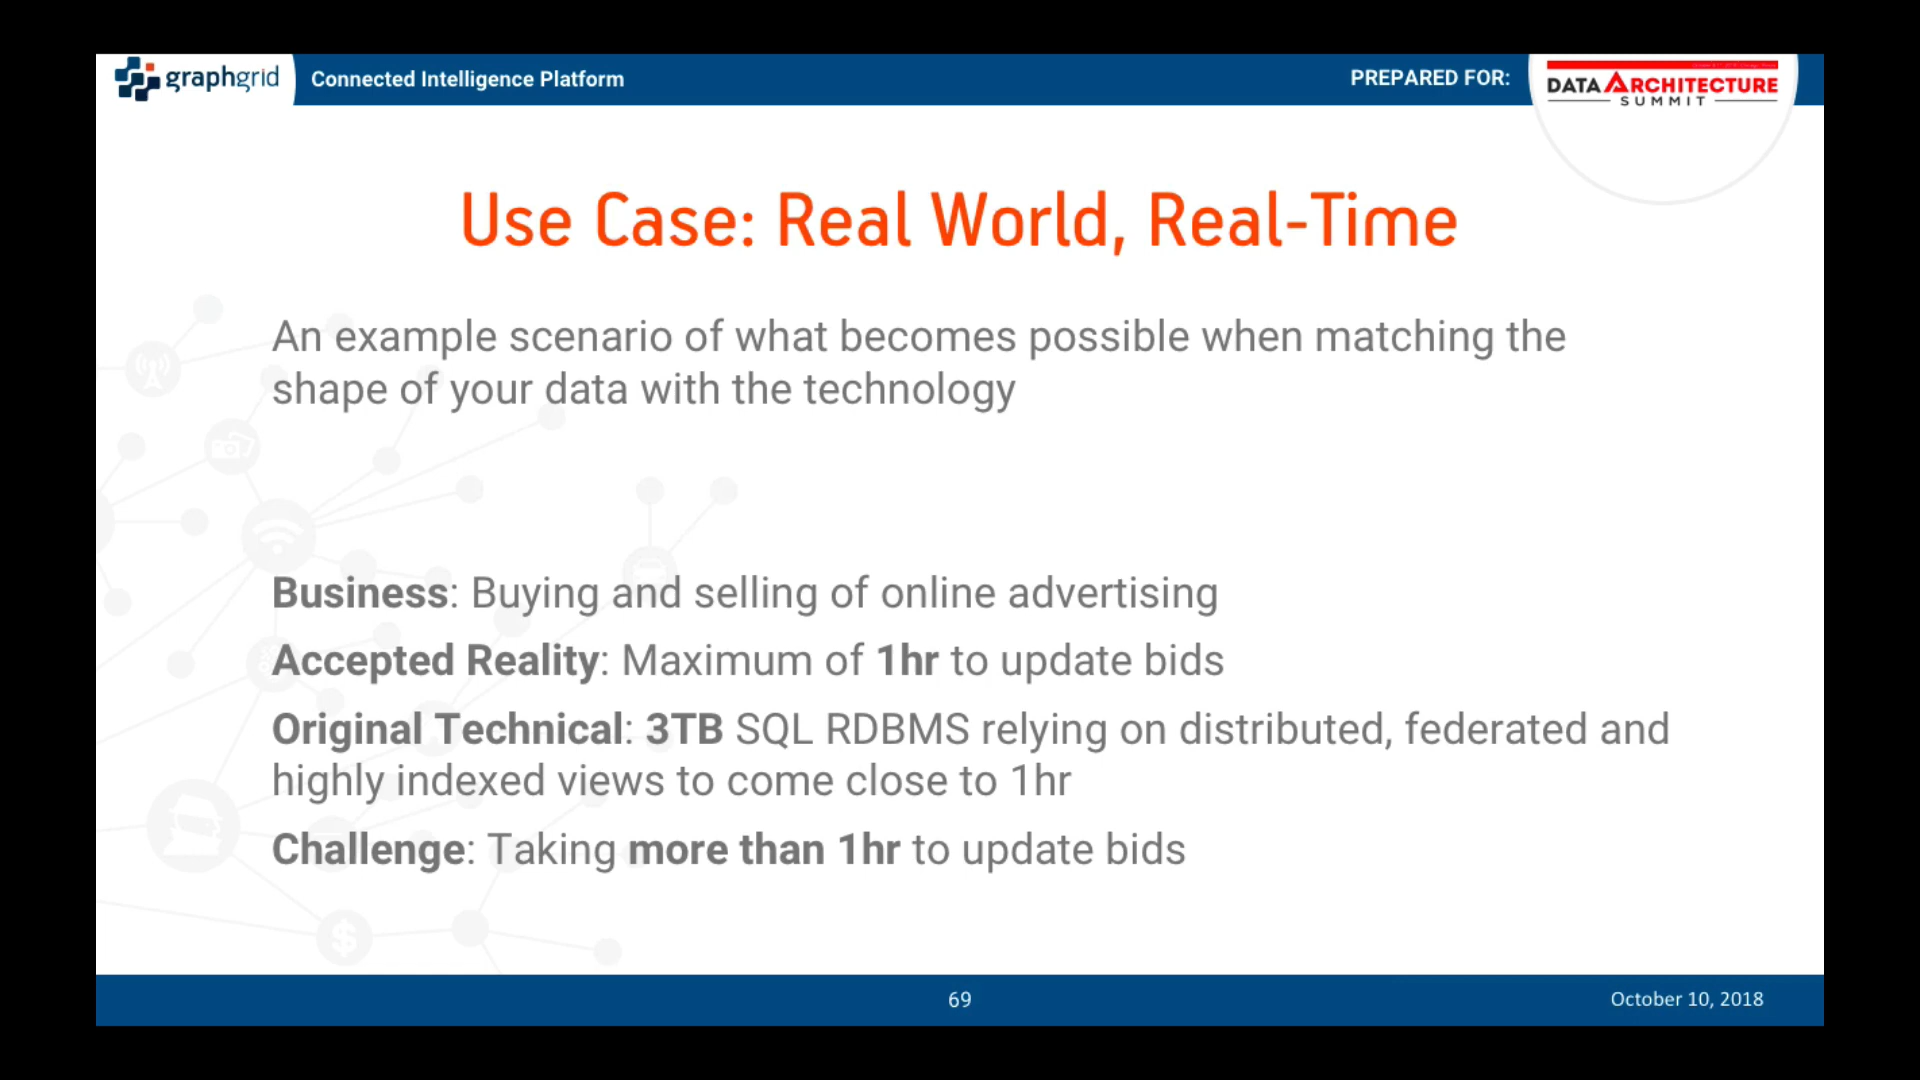 graphgrid
Connected Intelligence Platform
PREPARED FOR:
DATA ARCHITECTURE
SUMMIT
Use Case: Real World, Real-Time
An example scenario of what becomes possible when matching the
shape of your data with the technology
Business: Buying and selling of online advertising
Accepted Reality: Maximum of 1hr to update bids
Original Technical: 3TB SQL RDBMS relying on distributed, federated and
highly indexed views to come close to 1hr
Challenge: Taking more than 1hr to update bids
69
October 10, 2018